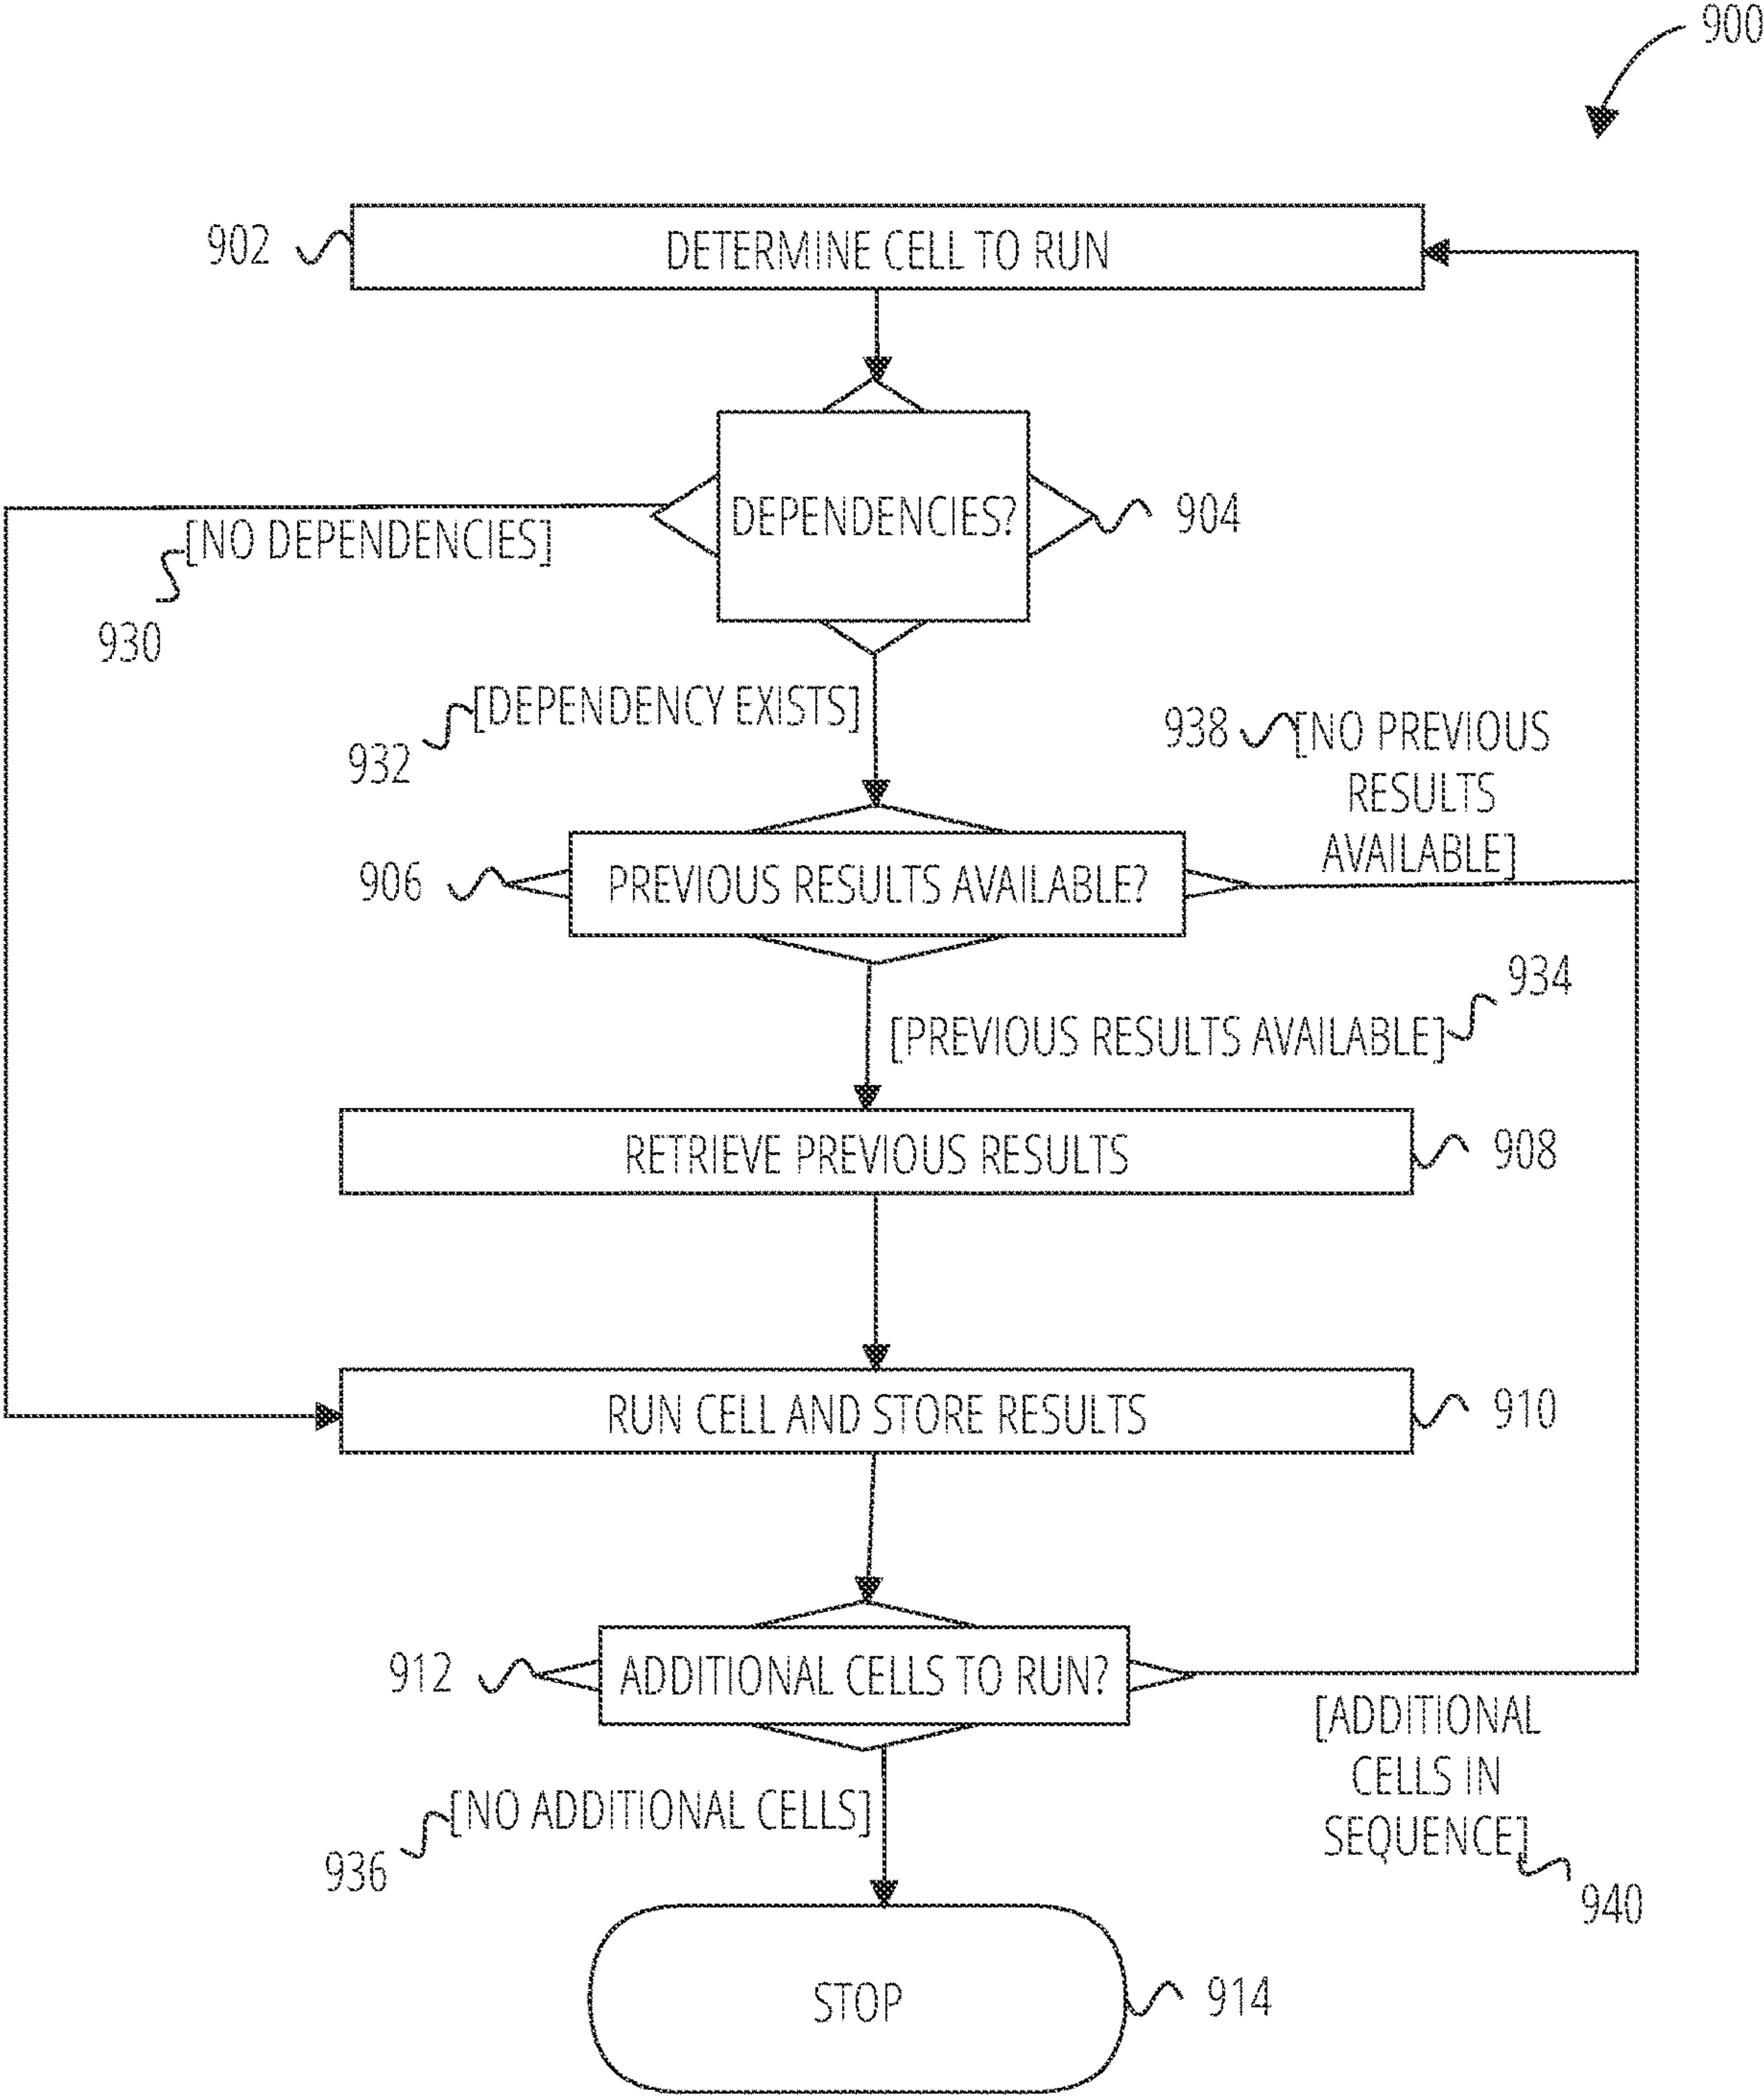 900
902
DETERMINE CELL TO RUN
DEPENDENCIES?
904
[NO DEPENDENCIES]
930
[DEPENDENCY EXISTS]
932
938
[NO PREVIOUS
RESULTS
AVAILABLE]
906
PREVIOUS RESULTS AVAILABLE?
934
[PREVIOUS RESULTS AVAILABLE]
RETRIEVE PREVIOUS RESULTS
908
RUN CELL AND STORE RESULTS
910
912
ADDITIONAL CELLS TO RUN?
[ADDITIONAL
CELLS IN
SEQUENCE]
940
[NO ADDITIONAL CELLS]
936
STOP
914